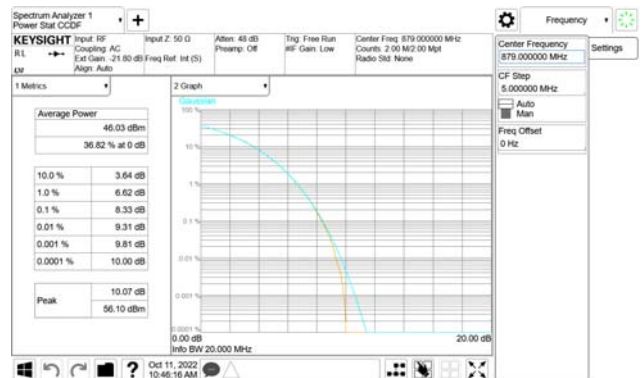 Spectrum Analyzer 1
Power Stat CCDF
Frequency
KEYSIGHT
RL
Input: RF
Coupling: AC
Ext Gain: -21.80 dB
Align: Auto
Input Z: 50 Ω
Freq Ref: Int (S)
Atten: 48 dB
Preamp: Off
Trig: Free Run
#IF Gain: Low
Center Freq: 879.000000 MHz
Counts: 2.00 M/2.00 Mpt
Radio Std: None
Center Frequency
879.000000 MHz
Settings
CF Step
5.000000 MHz
Auto
Man
Freq Offset
0 Hz
1 Metrics
Average Power
46.03 dBm
36.82 % at 0 dB
10.0 % 3.64 dB
1.0 % 6.62 dB
0.1 % 8.33 dB
0.01 % 9.31 dB
0.001 % 9.81 dB
0.0001 % 10.00 dB
Peak
10.07 dB
56.10 dBm
2 Graph
Gaussian
100 %
10 %
1 %
0.1 %
0.01 %
0.001 %
0.0001 %
0.00 dB 20.00 dB
Info BW 20.000 MHz
Oct 11, 2022
10:46:16 AM